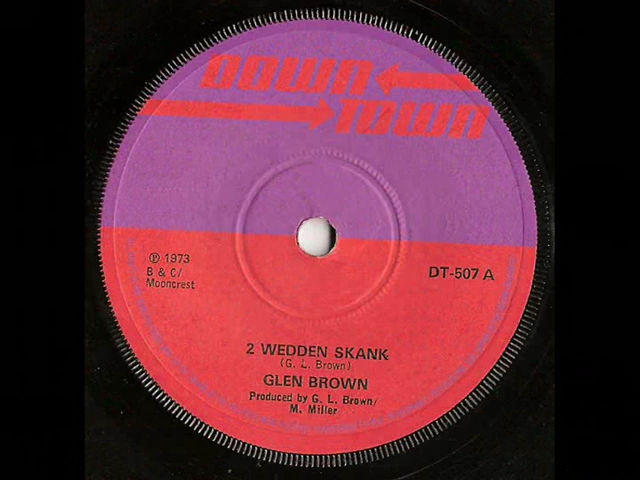 DOWN
TOWN
℗ 1973
B & C/
Mooncrest
DT-507 A
2 WEDDEN SKANK
(G. L. Brown)
GLEN BROWN
Produced by G. L. Brown/
M. Miller